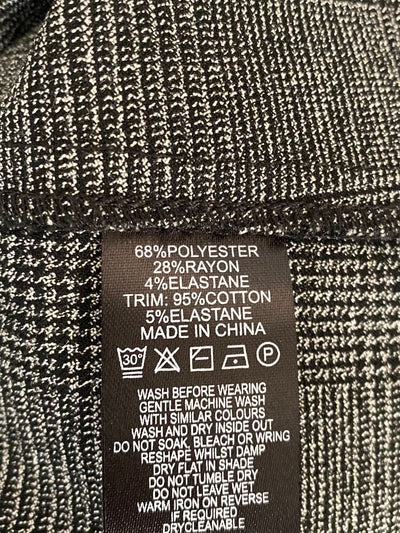 68%POLYESTER
28%RAYON
4%ELASTANE
TRIM: 95%COTTON
5%ELASTANE
MADE IN CHINA
30°
P
WASH BEFORE WEARING
GENTLE MACHINE WASH
WITH SIMILAR COLOURS
WASH AND DRY INSIDE OUT
DO NOT SOAK, BLEACH OR WRING
RESHAPE WHILST DAMP
DRY FLAT IN SHADE
DO NOT TUMBLE DRY
DO NOT LEAVE WET
WARM IRON ON REVERSE
IF REQUIRED
DRYCLEANABLE